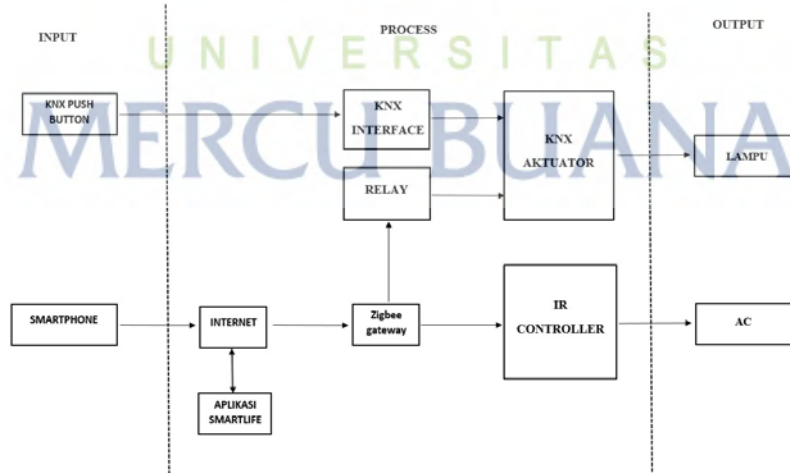 INPUT
PROCESS
OUTPUT
UNIVERSITAS
MERCU BUANA
KNX PUSH
BUTTON
KNX
INTERFACE
KNX
AKTUATOR
LAMPU
RELAY
SMARTPHONE
INTERNET
Zigbee
gateway
IR
CONTROLLER
AC
APLIKASI
SMARTLIFE